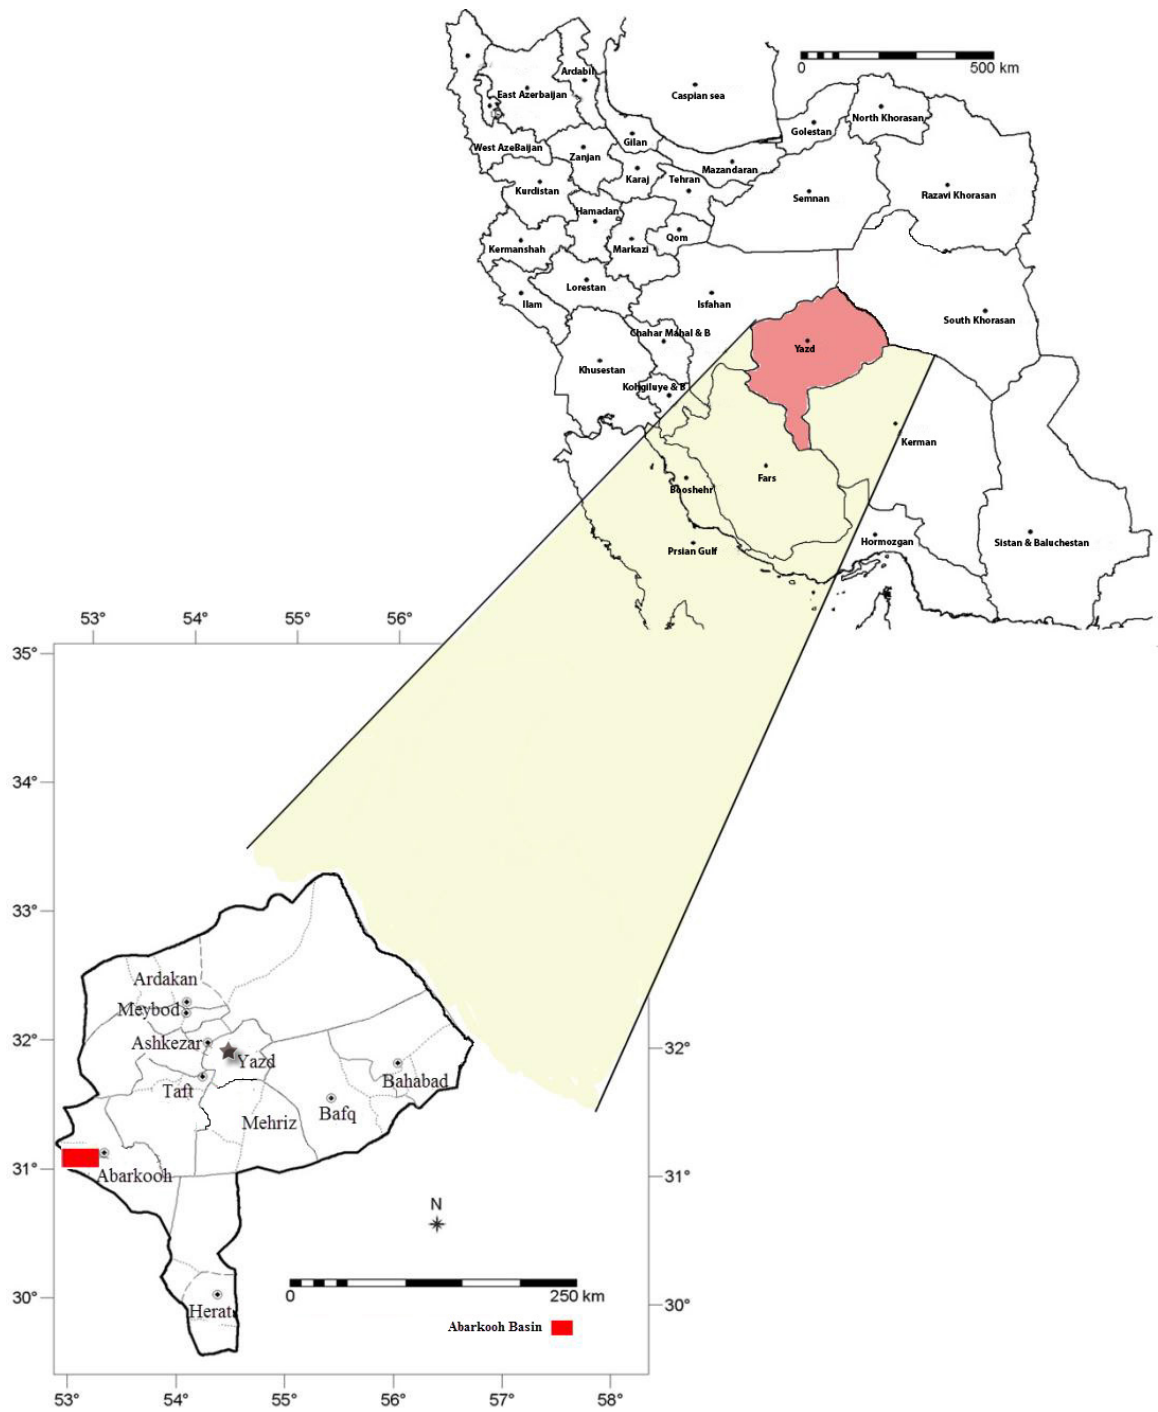 Ardabil
East Azerbaijan
Caspian sea
0 500 km
North Khorasan
Golestan
Gilan
West AzeBaijan
Zanjan
Mazandaran
Karaj
Tehran
Kurdistan
Semnan
Razavi Khorasan
Hamadan
Qom
Kermanshah
Markazi
Lorestan
Ilam
Isfahan
South Khorasan
Chahar Mahal & B
Yazd
Khusestan
Kohgiluye & B
Kerman
Fars
Booshehr
Prsian Gulf
Hormozgan
Sistan & Baluchestan
53° 54° 55° 56°
35°
34°
33°
Ardakan
Meybod
32°
Ashkezar
Yazd
32°
Bahabad
Taft
Bafq
Mehriz
31°
Abarkooh
31°
N
0 250 km
30°
Herat
30°
Abarkooh Basin
53° 54° 55° 56° 57° 58°